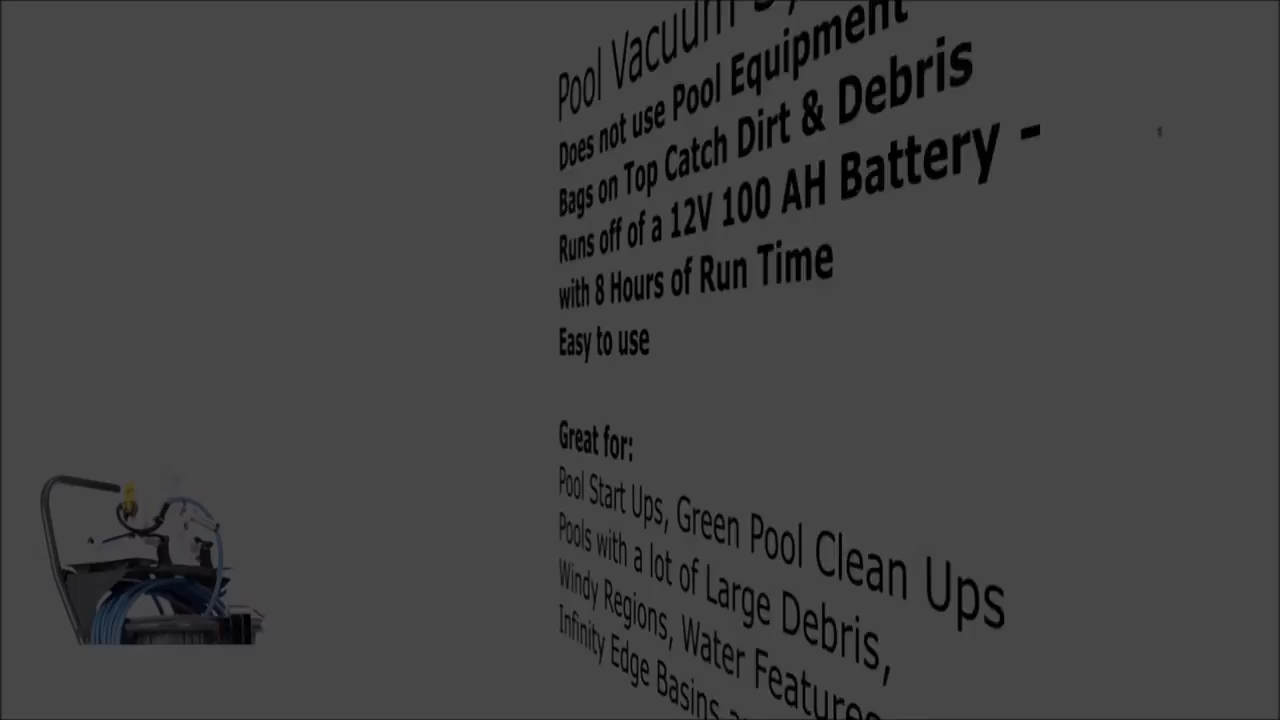 Pool Vacuum
Does not use Pool Equipment
Bags on Top Catch Dirt & Debris
Runs off of a 12V 100 AH Battery -
with 8 Hours of Run Time
Easy to use
Great for:
Pool Start Ups, Green Pool Clean Ups
Pools with a lot of Large Debris,
Windy Regions, Water Features
Infinity Edge Basins